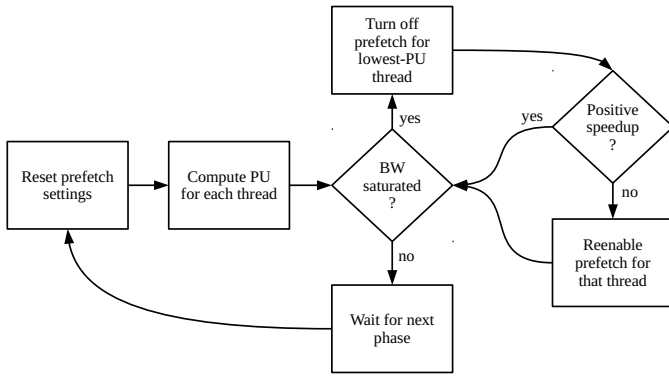 Turn off
prefetch for
lowest-PU
thread
Positive
speedup
?
yes
yes
Reset prefetch
settings
Compute PU
for each thread
BW
saturated
?
no
no
Reenable
prefetch for
that thread
Wait for next
phase